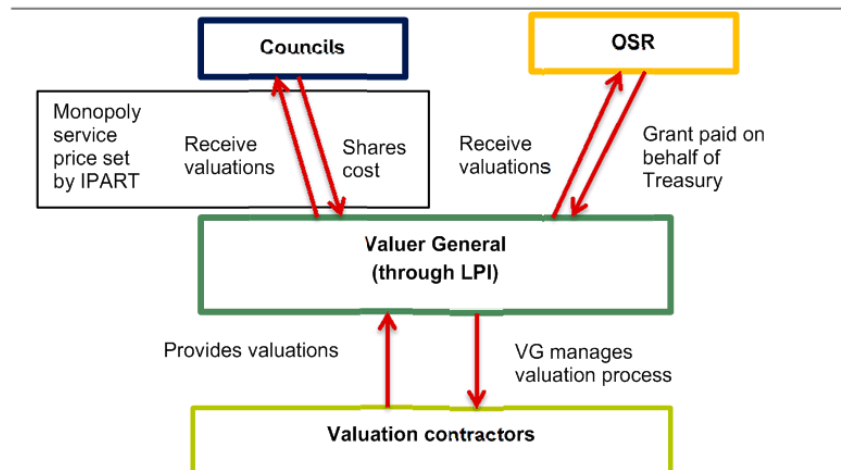 Councils
OSR
Monopoly
service
price set
by IPART
Receive
valuations
Shares
cost
Receive
valuations
Grant paid on
behalf of
Treasury
Valuer General
(through LPI)
Provides valuations
VG manages
valuation process
Valuation contractors